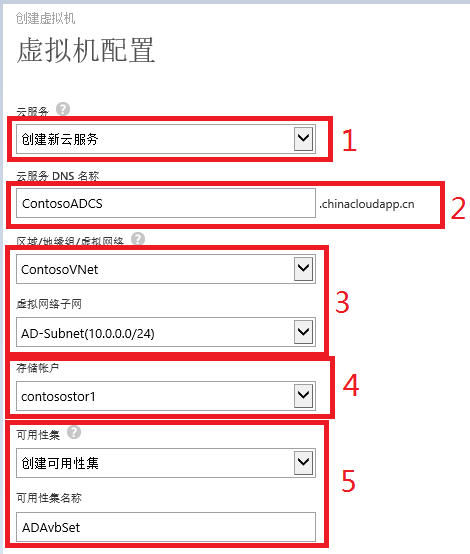 创建虚拟机
虚拟机配置
云服务 ?
创建新云服务
1
云服务 DNS 名称
ContosoADCS .chinacloudapp.cn
2
区域/地缘组/虚拟网络 ?
ContosoVNet
虚拟网络子网
3
AD-Subnet(10.0.0.0/24)
存储帐户
4
contosostor1
可用性集 ?
创建可用性集
5
可用性集名称
ADAvbSet